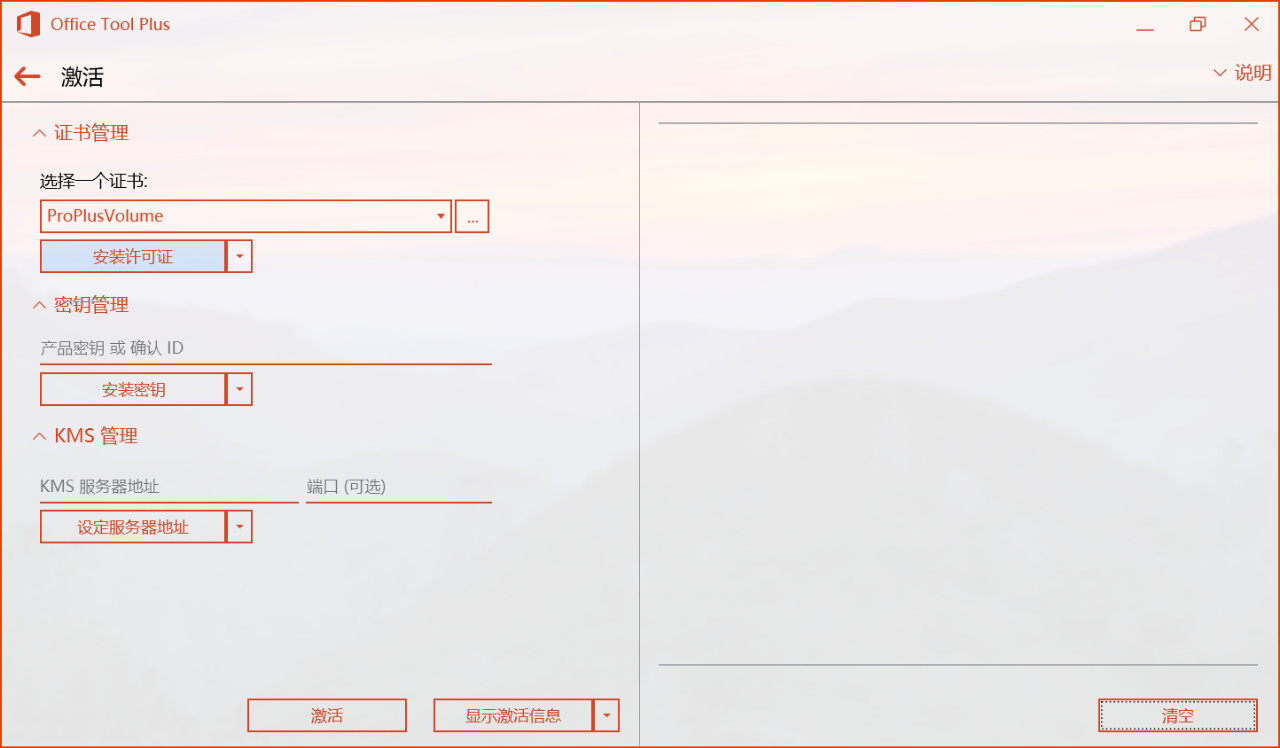 Office Tool Plus
激活
说明
证书管理
选择一个证书:
ProPlusVolume
...
安装许可证
密钥管理
产品密钥 或 确认 ID
安装密钥
KMS 管理
KMS 服务器地址 端口 (可选)
设定服务器地址
激活 显示激活信息 清空